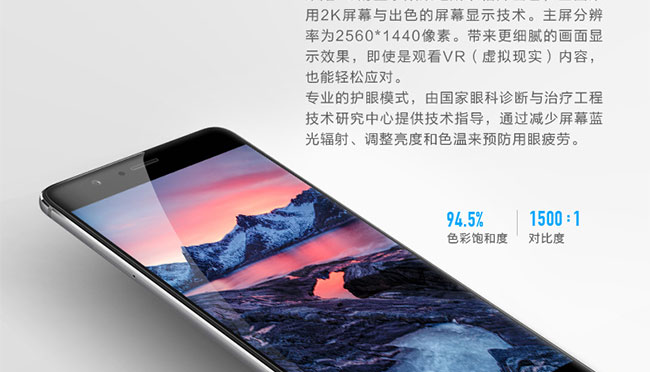 用2K屏幕与出色的屏幕显示技术。主屏分辨
率为2560*1440像素。带来更细腻的画面显
示效果，即使是观看VR（虚拟现实）内容，
也能轻松应对。
专业的护眼模式，由国家眼科诊断与治疗工程
技术研究中心提供技术指导，通过减少屏幕蓝
光辐射、调整亮度和色温来预防用眼疲劳。
94.5% 1500:1
色彩饱和度 对比度